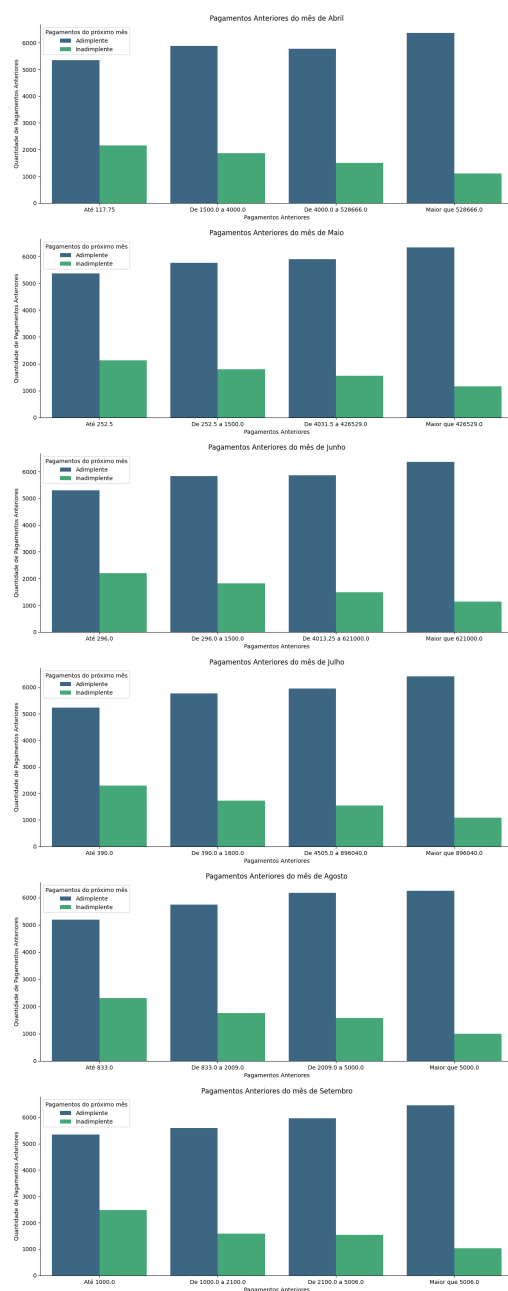 Pagamentos Anteriores do mês de Abril
Pagamentos do próximo mês
Adimplente
Inadimplente
Quantidade de Pagamentos Anteriores
6000
5000
4000
3000
2000
1000
0
Até 117.75
De 1500.0 a 4000.0
De 4000.0 a 528666.0
Maior que 528666.0
Pagamentos Anteriores
Pagamentos Anteriores do mês de Maio
Pagamentos do próximo mês
Adimplente
Inadimplente
Quantidade de Pagamentos Anteriores
6000
5000
4000
3000
2000
1000
0
Até 252.5
De 252.5 a 1500.0
De 4031.5 a 426529.0
Maior que 426529.0
Pagamentos Anteriores
Pagamentos Anteriores do mês de Junho
Pagamentos do próximo mês
Adimplente
Inadimplente
Quantidade de Pagamentos Anteriores
6000
5000
4000
3000
2000
1000
0
Até 296.0
De 296.0 a 1500.0
De 4013.25 a 621000.0
Maior que 621000.0
Pagamentos Anteriores
Pagamentos Anteriores do mês de Julho
Pagamentos do próximo mês
Adimplente
Inadimplente
Quantidade de Pagamentos Anteriores
6000
5000
4000
3000
2000
1000
0
Até 390.0
De 390.0 a 1800.0
De 4505.0 a 896040.0
Maior que 896040.0
Pagamentos Anteriores
Pagamentos Anteriores do mês de Agosto
Pagamentos do próximo mês
Adimplente
Inadimplente
Quantidade de Pagamentos Anteriores
6000
5000
4000
3000
2000
1000
0
Até 833.0
De 833.0 a 2009.0
De 2009.0 a 5000.0
Maior que 5000.0
Pagamentos Anteriores
Pagamentos Anteriores do mês de Setembro
Pagamentos do próximo mês
Adimplente
Inadimplente
Quantidade de Pagamentos Anteriores
6000
5000
4000
3000
2000
1000
0
Até 1000.0
De 1000.0 a 2100.0
De 2100.0 a 5006.0
Maior que 5006.0
Pagamentos Anteriores